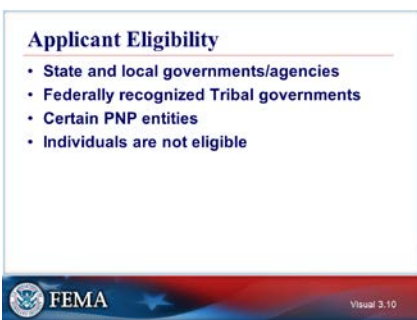 Applicant Eligibility
• State and local governments/agencies
• Federally recognized Tribal governments
• Certain PNP entities
• Individuals are not eligible
FEMA
Visual 3.10